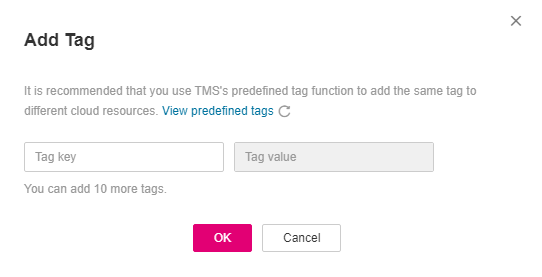 Add Tag
It is recommended that you use TMS's predefined tag function to add the same tag to
different cloud resources. View predefined tags
Tag key
Tag value
You can add 10 more tags.
OK
Cancel